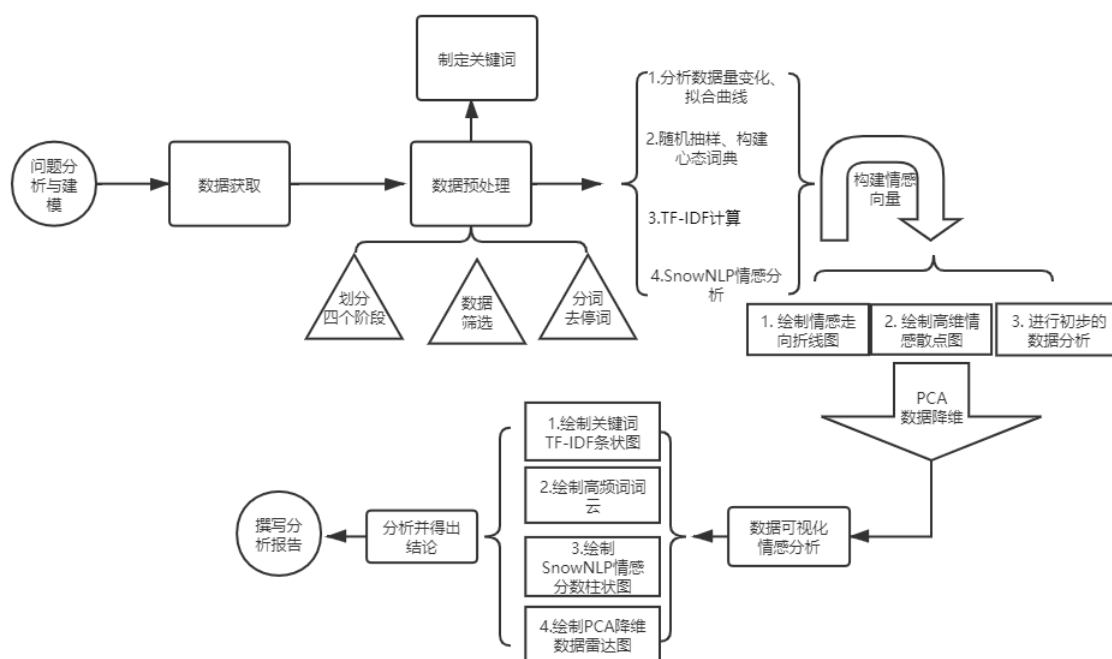 制定关键词
问题分
析与建
模
数据获取
数据预处理
划分
四个阶段
数据
筛选
分词
去停词
1.分析数据量变化、
拟合曲线
2.随机抽样、构建
心态词典
3.TF-IDF计算
4.SnowNLP情感分
析
构建情感
向量
1. 绘制情感走
向折线图
2. 绘制高维情
感散点图
3. 进行初步的
数据分析
PCA
数据降维
数据可视化
情感分析
1.绘制关键词
TF-IDF条状图
2.绘制高频词词
云
3.绘制
SnowNLP情感
分数柱状图
4.绘制PCA降维
数据雷达图
分析并得出
结论
撰写分
析报告